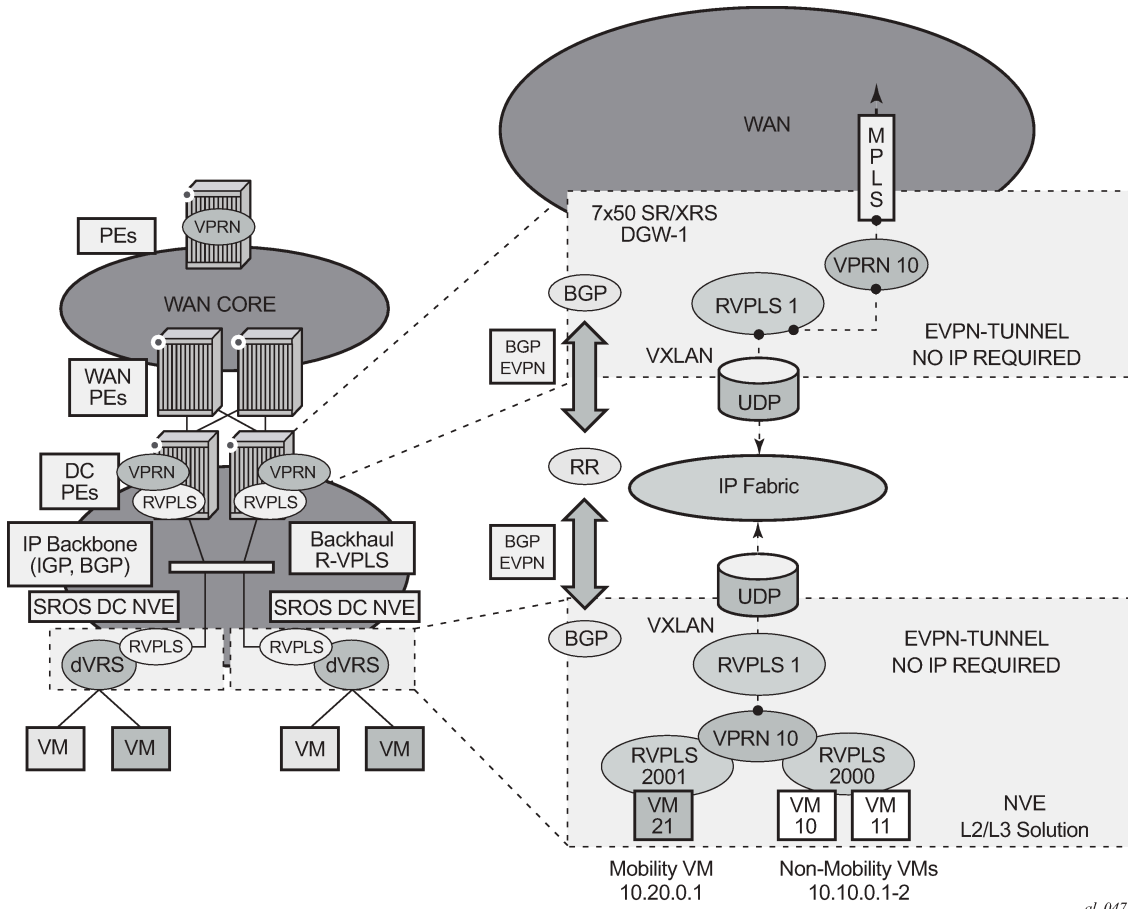 PEs
VPRN
WAN CORE
WAN
PEs
DC
PEs
VPRN
VPRN
RVPLS
RVPLS
IP Backbone
(IGP, BGP)
Backhaul
R-VPLS
SROS DC NVE
SROS DC NVE
RVPLS
RVPLS
dVRS
dVRS
VM
VM
VM
VM
WAN
M
P
L
S
7x50 SR/XRS
DGW-1
BGP
VPRN 10
RVPLS 1
EVPN-TUNNEL
NO IP REQUIRED
BGP
EVPN
VXLAN
UDP
RR
IP Fabric
BGP
EVPN
UDP
VXLAN
BGP
RVPLS 1
EVPN-TUNNEL
NO IP REQUIRED
VPRN 10
RVPLS
2001
RVPLS
2000
VM
21
VM
10
VM
11
NVE
L2/L3 Solution
Mobility VM
10.20.0.1
Non-Mobility VMs
10.10.0.1-2